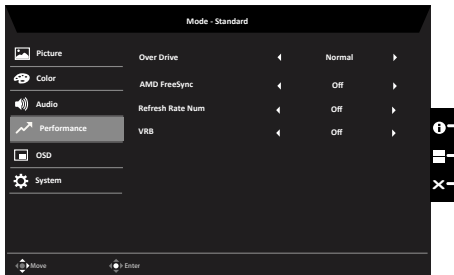 Mode - Standard
Picture
Color
Audio
Performance
OSD
System
Over Drive Normal
AMD FreeSync Off
Refresh Rate Num Off
VRB Off
Move Enter